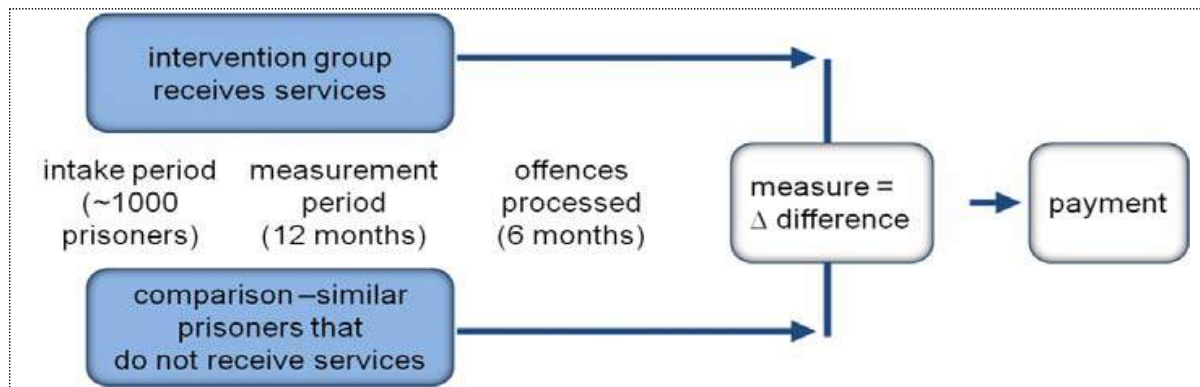 intervention group
receives services
intake period
(~1000
prisoners)
measurement
period
(12 months)
offences
processed
(6 months)
measure =
Δ difference
payment
comparison –similar
prisoners that
do not receive services